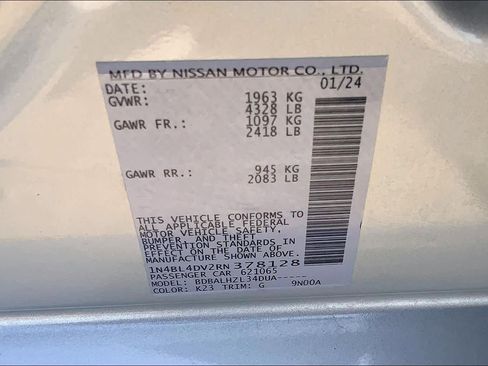 MFD BY NISSAN MOTOR CO., LTD.
DATE: 01/24
GVWR: 1963 KG
4328 LB
GAWR FR.: 1097 KG
2418 LB
GAWR RR.: 945 KG
2083 LB
THIS VEHICLE CONFORMS TO
ALL APPLICABLE FEDERAL
MOTOR VEHICLE SAFETY,
BUMPER, AND THEFT
PREVENTION STANDARDS IN
EFFECT ON THE DATE OF
MANUFACTURE SHOWN ABOVE.
1N4BL4DV2RN378128
PASSENGER CAR 621065
MODEL: BDBALHZL34DUA-----
COLOR: K23 TRIM: G 9N00A